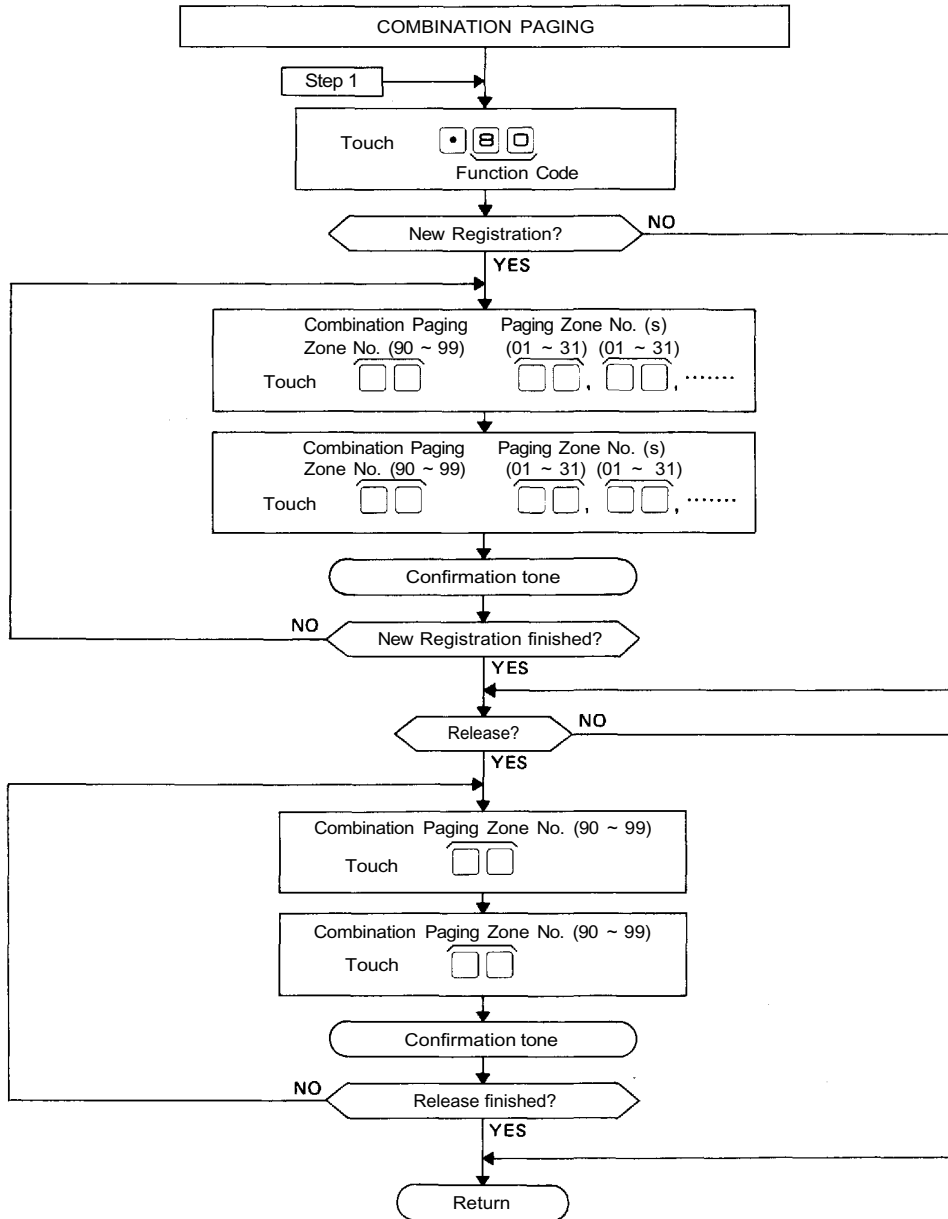 COMBINATION PAGING
Step 1
Touch • 8 0
Function Code
New Registration?
NO
YES
Combination Paging Paging Zone No. (s)
Zone No. (90 ~ 99) (01 ~ 31) (01 ~ 31)
Touch , , .......
Combination Paging Paging Zone No. (s)
Zone No. (90 ~ 99) (01 ~ 31) (01 ~ 31)
Touch , , .......
Confirmation tone
NO
New Registration finished?
YES
Release?
NO
YES
Combination Paging Zone No. (90 ~ 99)
Touch
Combination Paging Zone No. (90 ~ 99)
Touch
Confirmation tone
NO
Release finished?
YES
Return